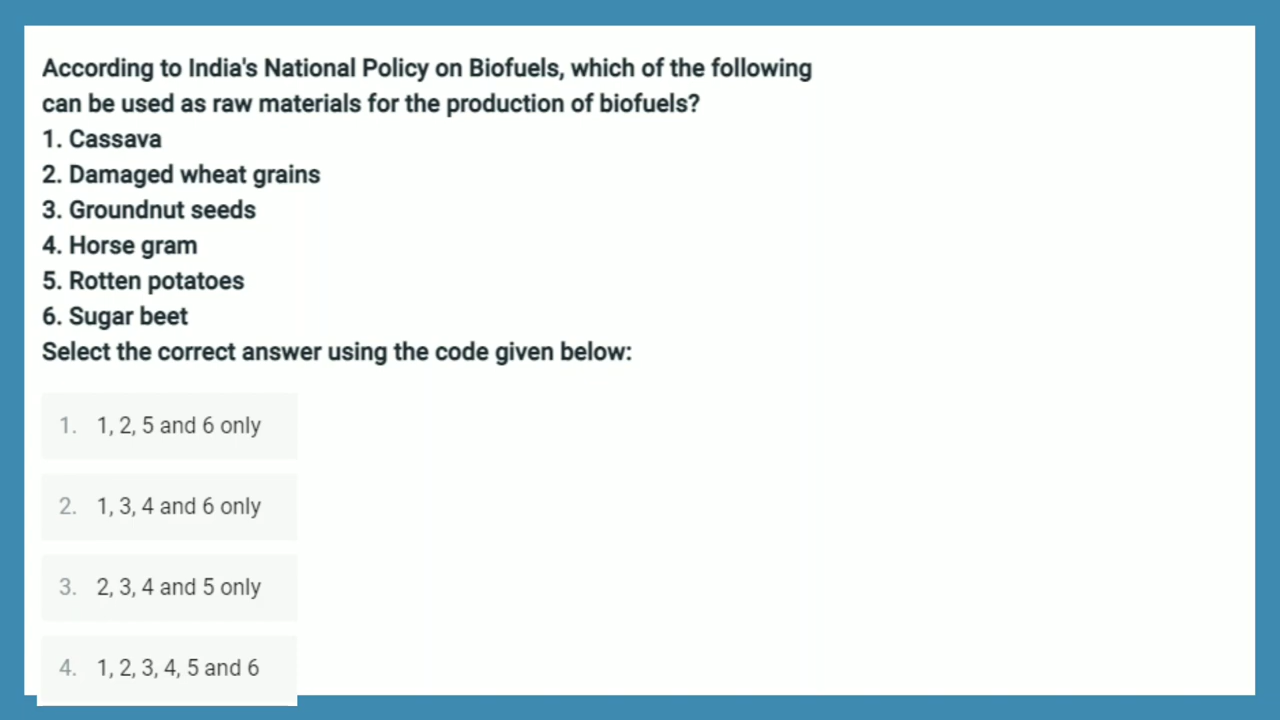 According to India's National Policy on Biofuels, which of the following
can be used as raw materials for the production of biofuels?
1. Cassava
2. Damaged wheat grains
3. Groundnut seeds
4. Horse gram
5. Rotten potatoes
6. Sugar beet
Select the correct answer using the code given below:
1. 1, 2, 5 and 6 only
2. 1, 3, 4 and 6 only
3. 2, 3, 4 and 5 only
4. 1, 2, 3, 4, 5 and 6